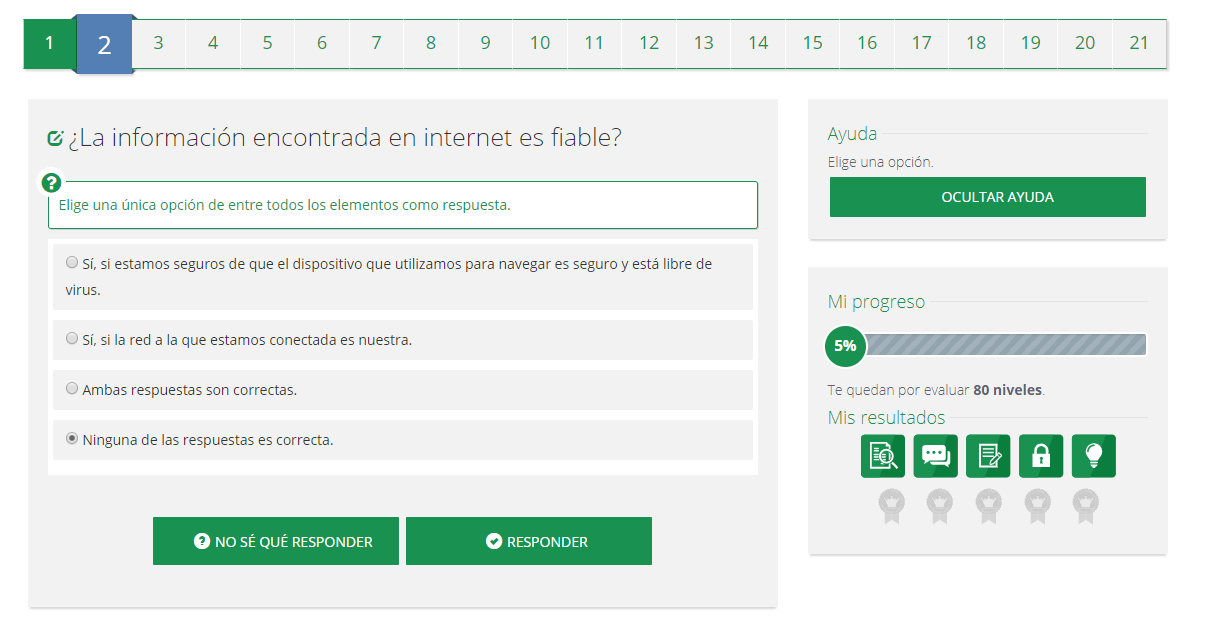 1 2 3 4 5 6 7 8 9 10 11 12 13 14 15 16 17 18 19 20 21
¿La información encontrada en internet es fiable?
?
Elige una única opción de entre todos los elementos como respuesta.
Sí, si estamos seguros de que el dispositivo que utilizamos para navegar es seguro y está libre de
virus.
Sí, si la red a la que estamos conectada es nuestra.
Ambas respuestas son correctas.
Ninguna de las respuestas es correcta.
? NO SÉ QUÉ RESPONDER
RESPONDER
Ayuda
Elige una opción.
OCULTAR AYUDA
Mi progreso
5%
Te quedan por evaluar 80 niveles.
Mis resultados